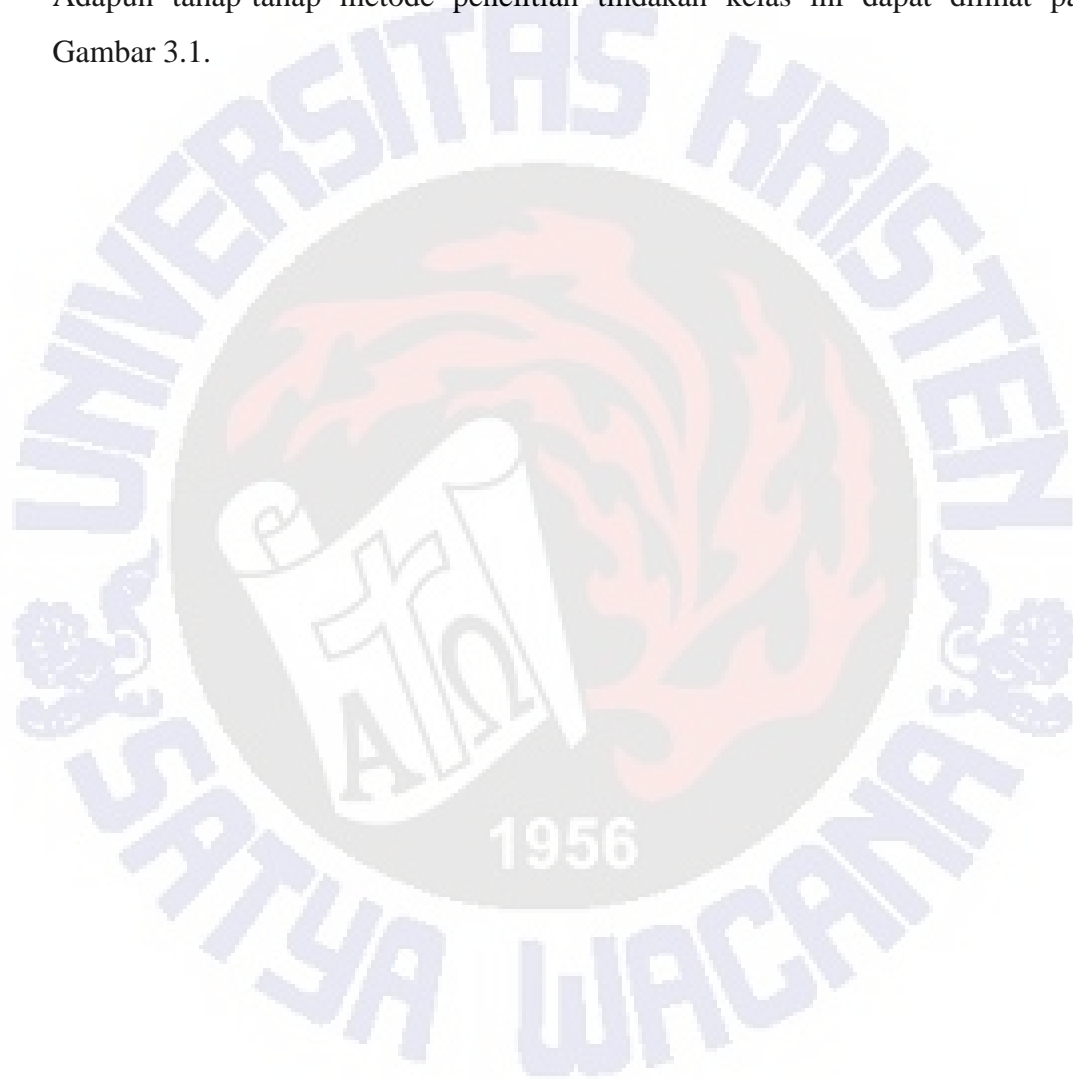 Adapun tahap-tahap metode penelitian tindakan kelas ini dapat dilihat pa
Gambar 3.1.
UNIVERSITAS KRISTEN
SATYA WACANA
Α Ω
1956